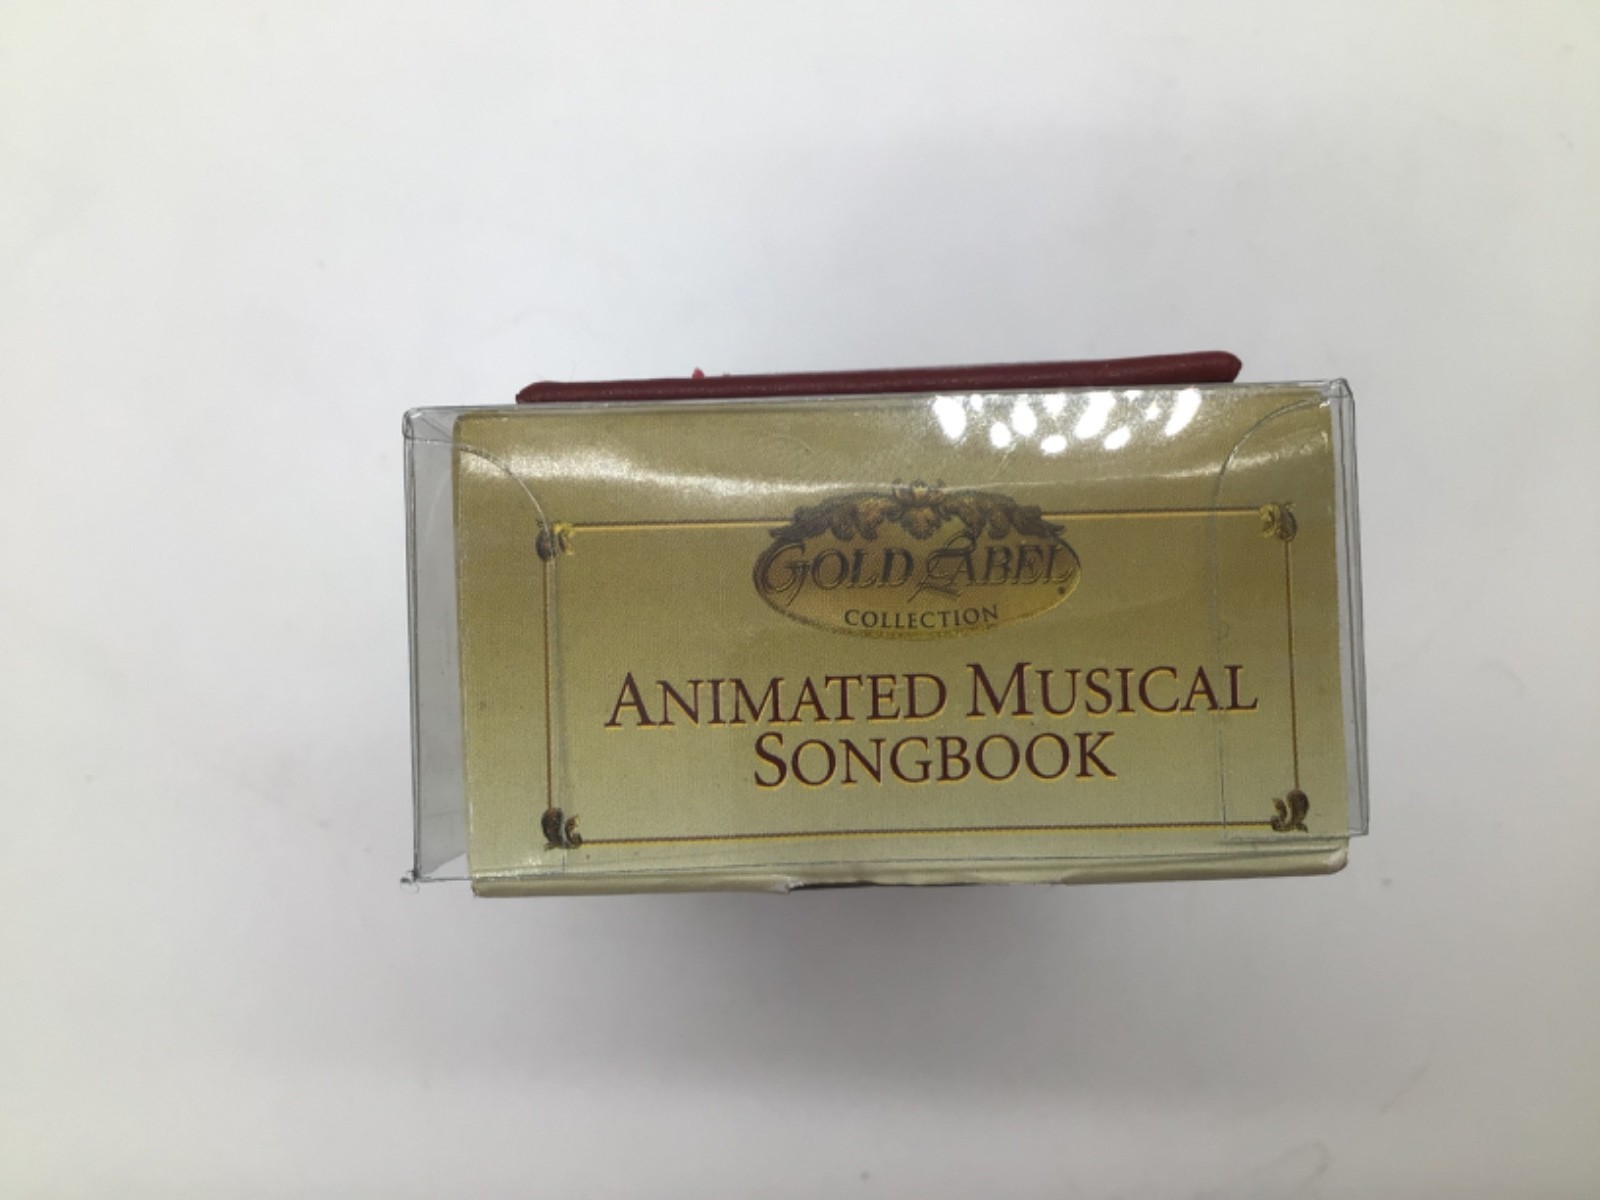 GOLD LABEL
COLLECTION
ANIMATED MUSICAL
SONGBOOK